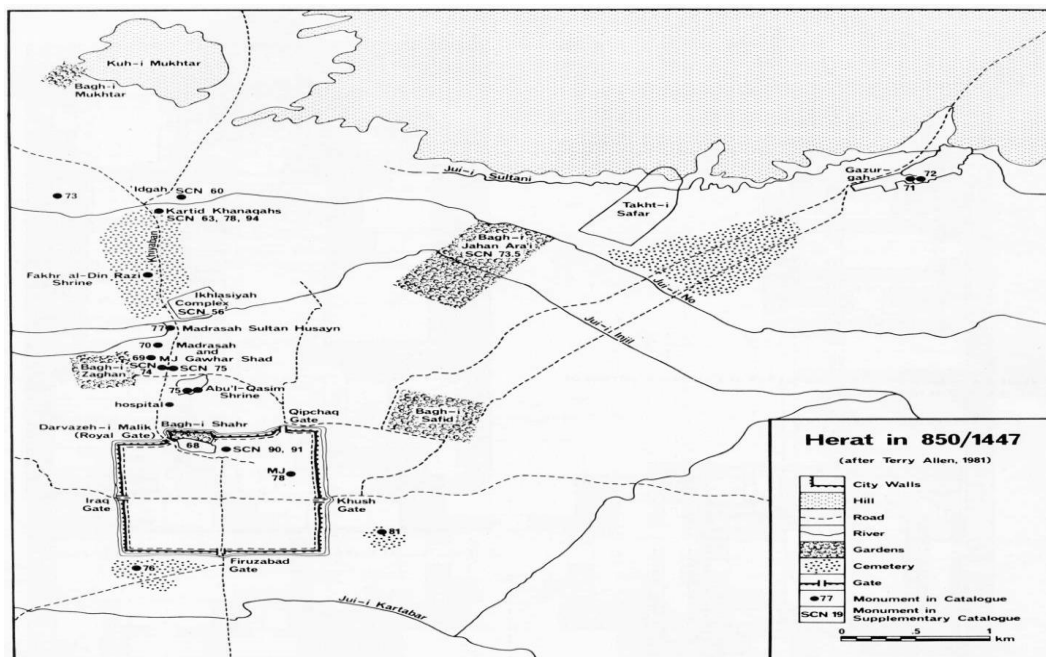 Kuh-i Mukhtar
Bagh-i
Mukhtar
73
'Idgah
SCN 60
Kartid Khanaqahs
SCN 63, 78, 94
Khiyaban
Fakhr al-Din Razi
Shrine
Ikhlasiyah
Complex
SCN 56
77
Madrasah Sultan Husayn
70
Madrasah
and
MJ Gawhar Shad
69
SCN
74
SCN 75
Bagh-i
Zaghan
75
Abu'l-Qasim
Shrine
hospital
Jui-i Sultani
Takht-i
Safar
Gazur-
gah
71
72
Bagh-i
Jahan Ara'i
SCN 73.5
Jui-i No
Jui-i Injil
Bagh-i
Safid
Darvazeh-i Malik
(Royal Gate)
Bagh-i Shahr
Qipchaq
Gate
68
SCN 90, 91
MJ
78
Iraq
Gate
Khush
Gate
81
Firuzabad
Gate
76
Jui-i Kartabar
Herat in 850/1447
(after Terry Allen, 1981)
City Walls
Hill
Road
River
Gardens
Cemetery
Gate
77 Monument in Catalogue
SCN 19 Monument in
Supplementary Catalogue
0 .5 1
km